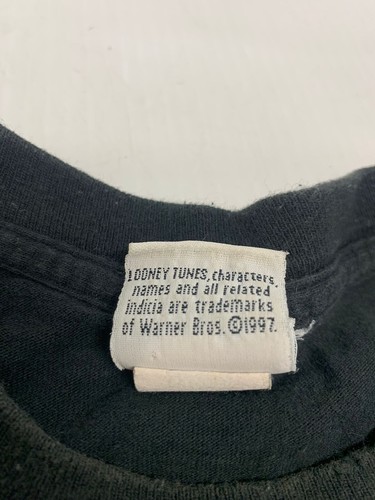 LOONEY TUNES, characters,
names and all related
indicia are trademarks
of Warner Bros. ©1997.